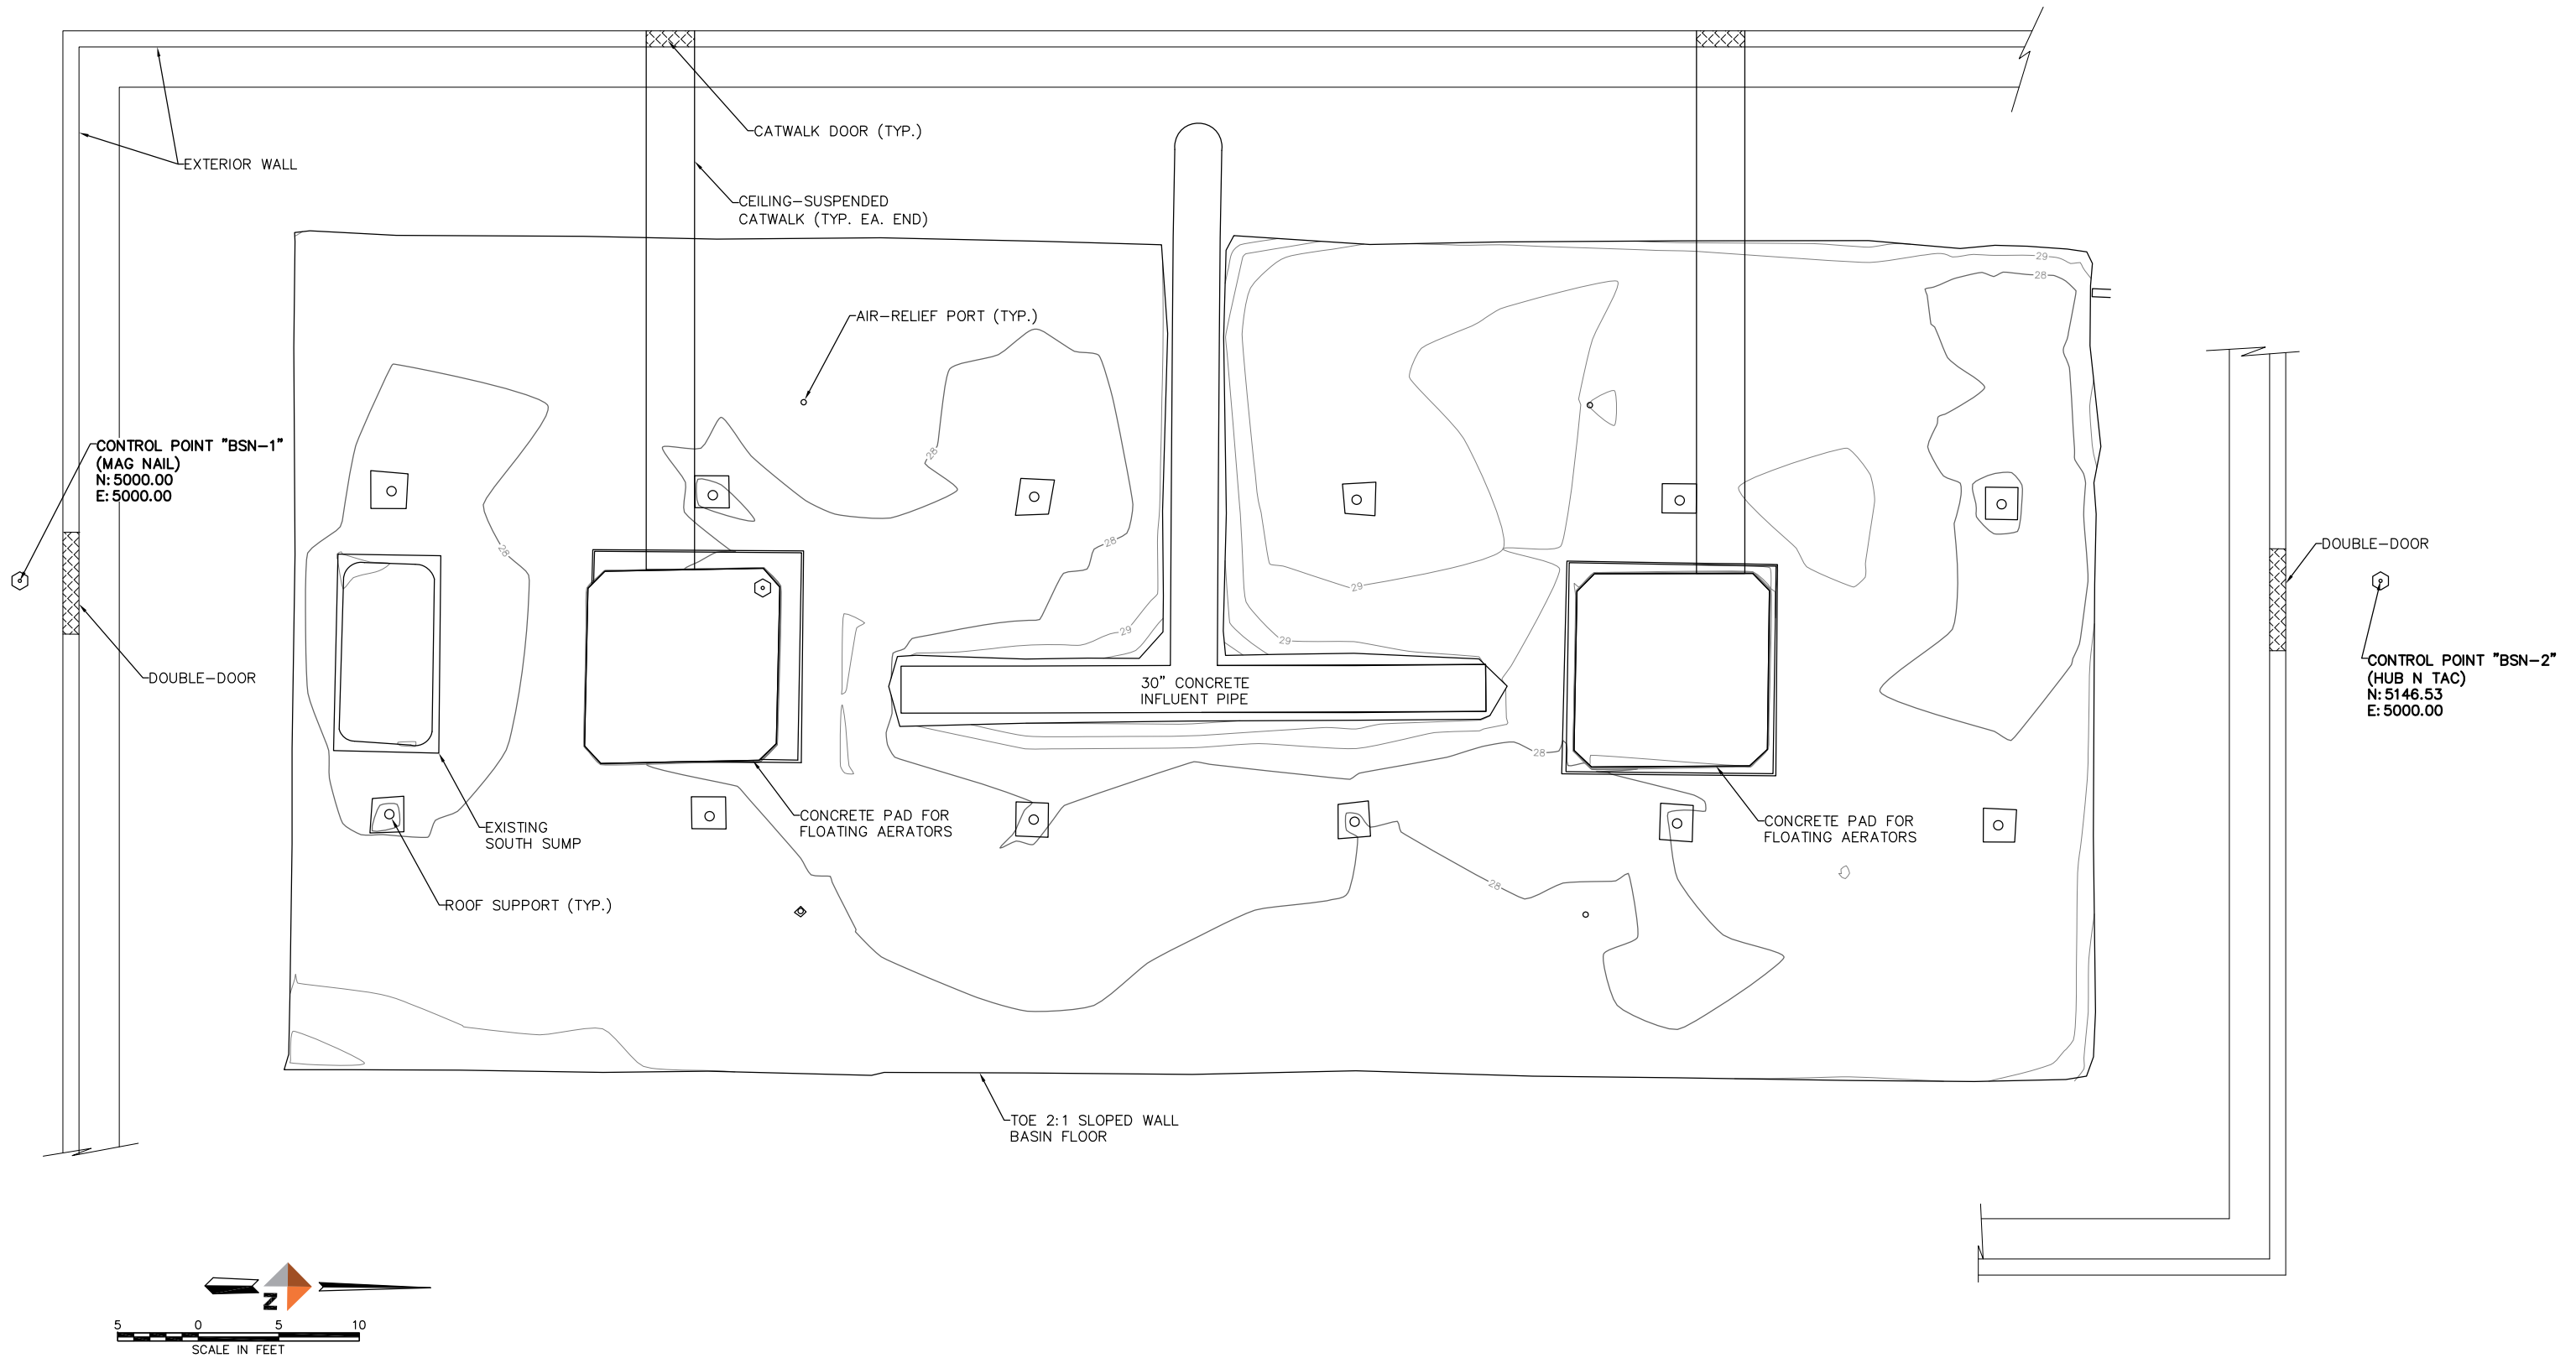 CATWALK DOOR (TYP.)
EXTERIOR WALL
CEILING-SUSPENDED
CATWALK (TYP. EA. END)
29
28
AIR-RELIEF PORT (TYP.)
CONTROL POINT "BSN-1"
(MAG NAIL)
N: 5000.00
E: 5000.00
28
28
28
DOUBLE-DOOR
29
29
29
DOUBLE-DOOR
30" CONCRETE
INFLUENT PIPE
CONTROL POINT "BSN-2"
(HUB N TAC)
N: 5146.53
E: 5000.00
28
CONCRETE PAD FOR
FLOATING AERATORS
CONCRETE PAD FOR
FLOATING AERATORS
EXISTING
SOUTH SUMP
28
ROOF SUPPORT (TYP.)
TOE 2:1 SLOPED WALL
BASIN FLOOR
N
5 0 5 10
SCALE IN FEET